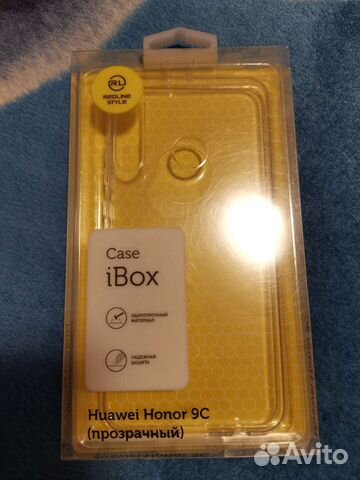 RL
REDLINE
STYLE
Case
iBox
УДАРОПРОЧНЫЙ
МАТЕРИАЛ
НАДЕЖНАЯ
ЗАЩИТА
Huawei Honor 9C
(прозрачный)
Avito